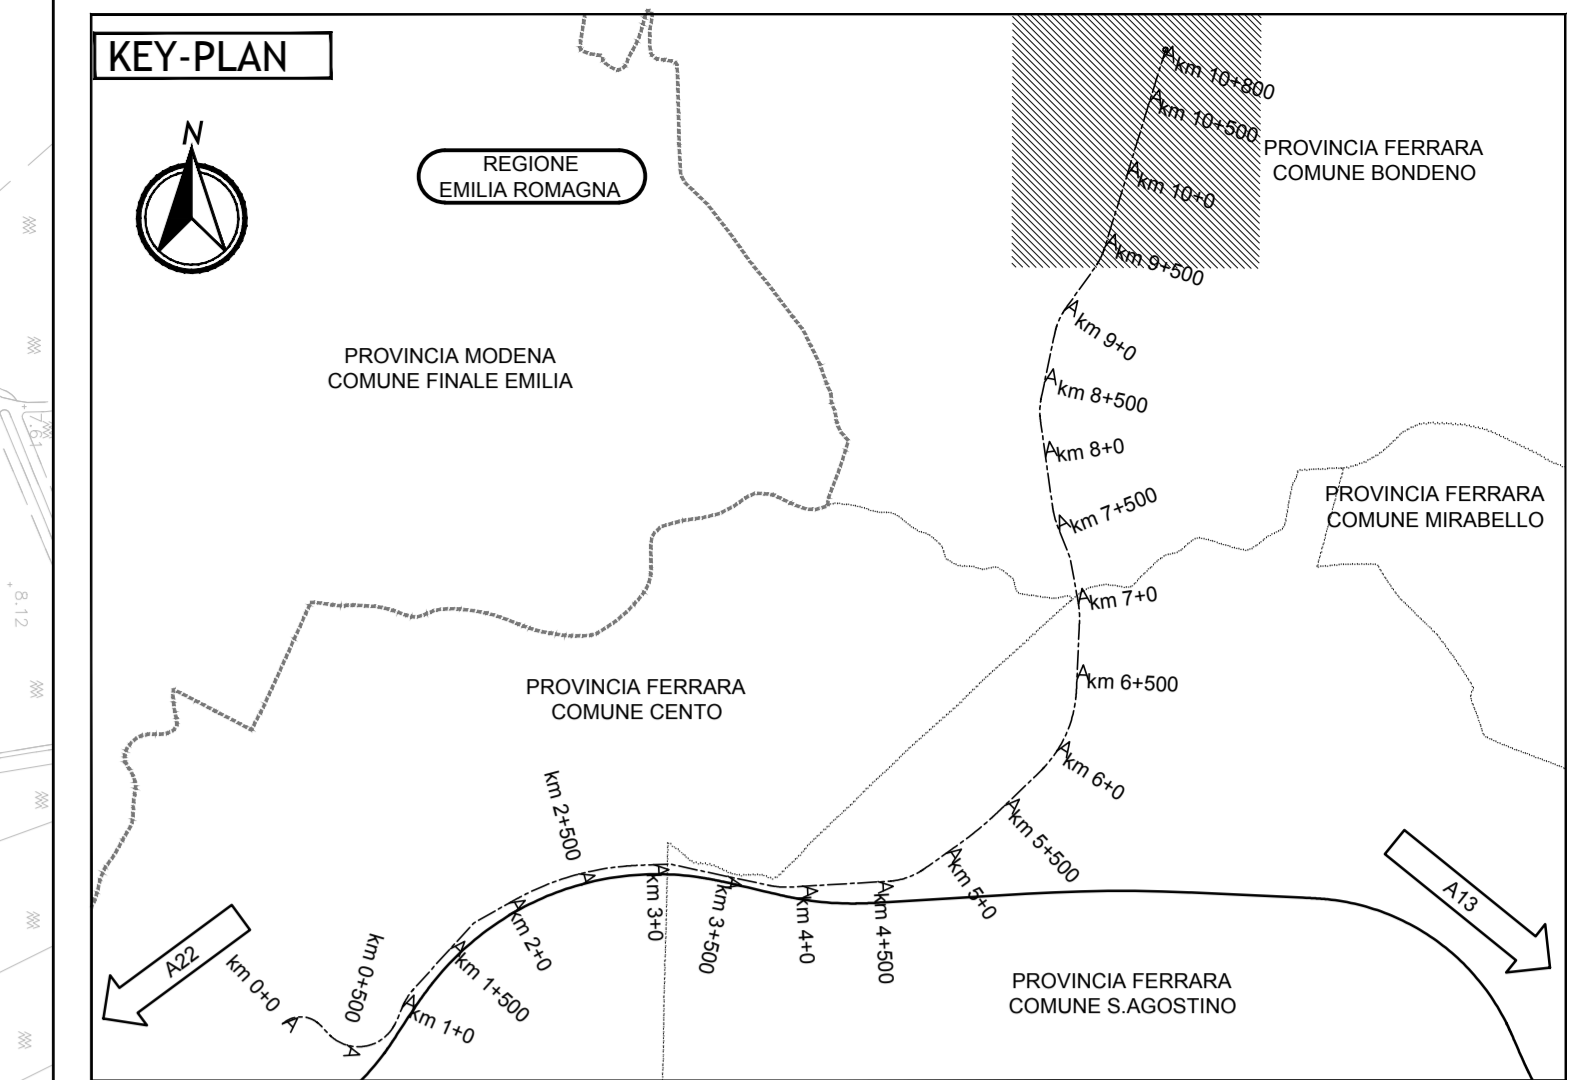 KEY-PLAN
N
REGIONE
EMILIA ROMAGNA
km 10+800
km 10+500
PROVINCIA FERRARA
COMUNE BONDENO
km 10+0
km 9+500
km 9+0
PROVINCIA MODENA
COMUNE FINALE EMILIA
km 8+500
km 8+0
7.61
PROVINCIA FERRARA
COMUNE MIRABELLO
km 7+500
8.12
km 7+0
km 6+500
PROVINCIA FERRARA
COMUNE CENTO
km 6+0
km 5+500
km 5+0
km 4+500
km 4+0
km 3+500
km 3+0
km 2+500
km 2+0
km 1+500
km 1+0
km 0+500
km 0+0
A22
A13
PROVINCIA FERRARA
COMUNE S.AGOSTINO